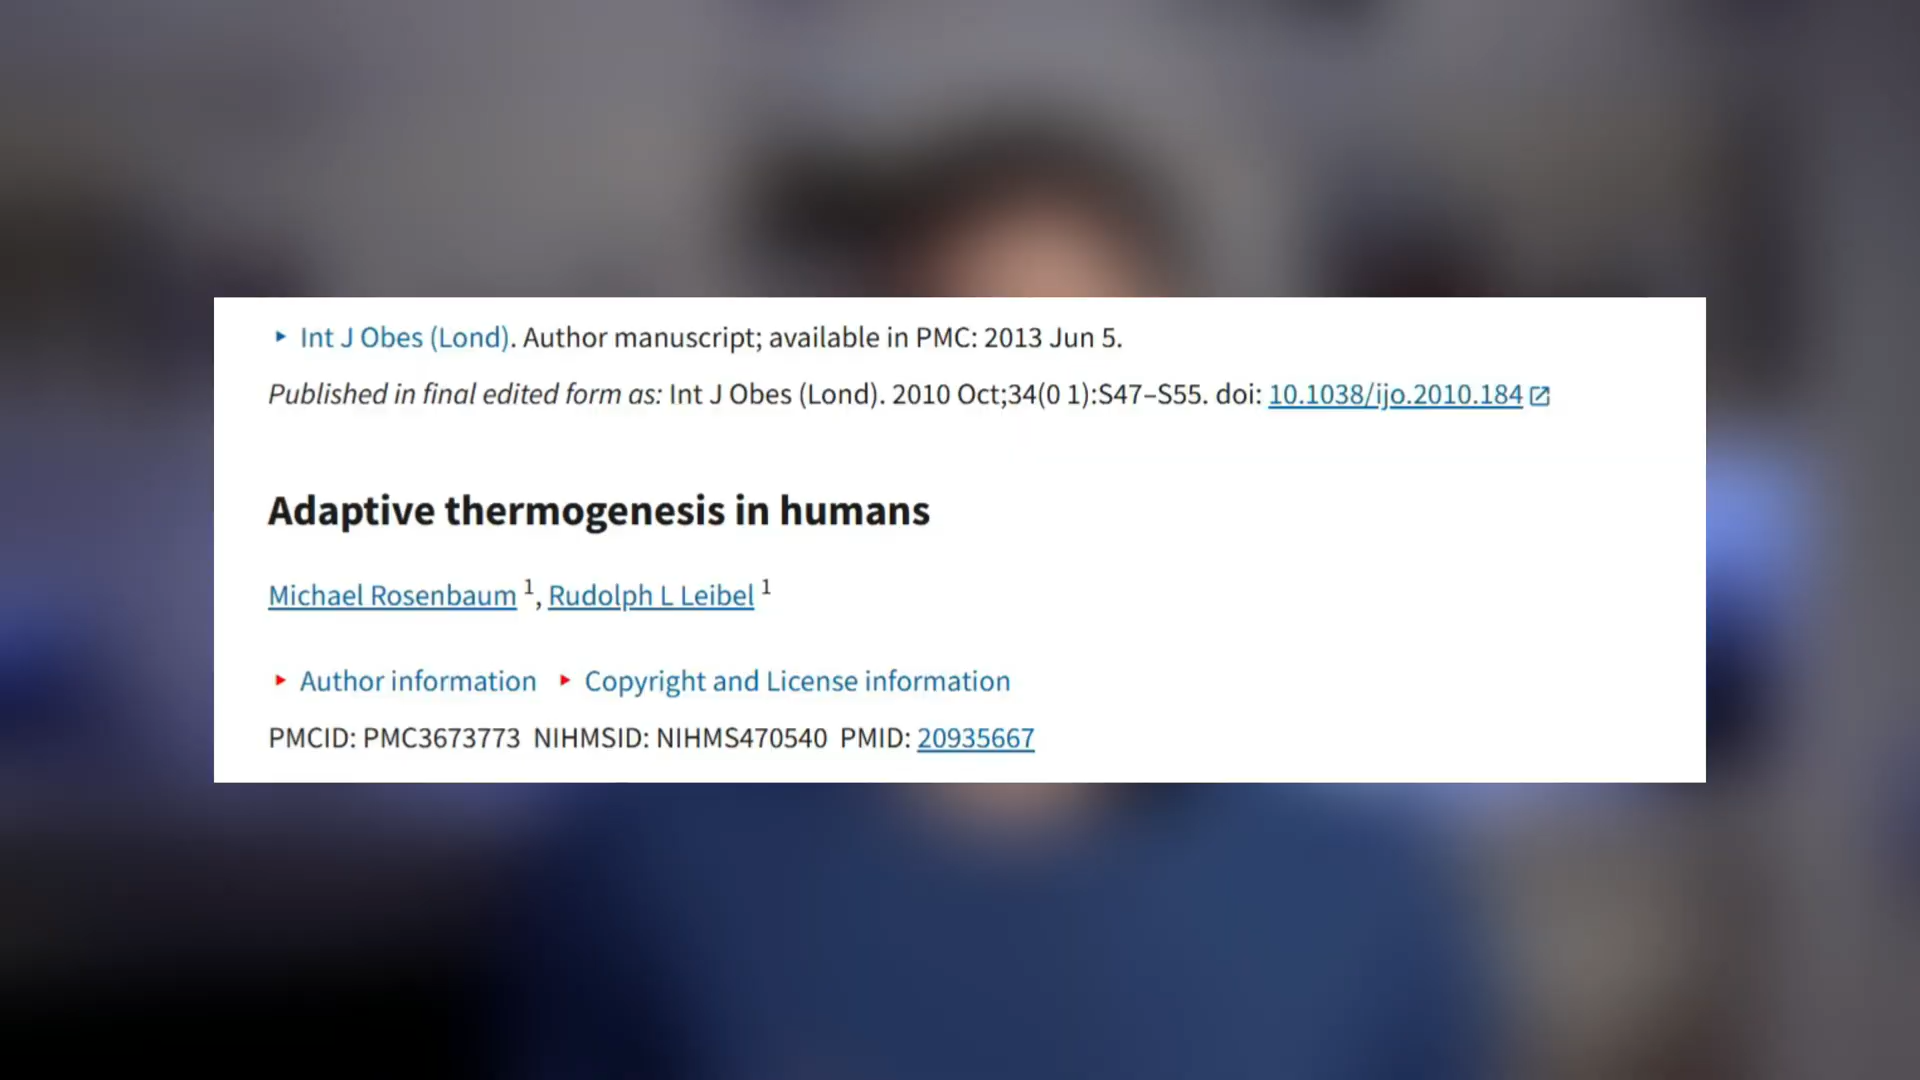 Int J Obes (Lond). Author manuscript; available in PMC: 2013 Jun 5.
Published in final edited form as: Int J Obes (Lond). 2010 Oct;34(0 1):S47–S55. doi: 10.1038/ijo.2010.184
Adaptive thermogenesis in humans
Michael Rosenbaum 1, Rudolph L Leibel 1
Author information Copyright and License information
PMCID: PMC3673773 NIHMSID: NIHMS470540 PMID: 20935667